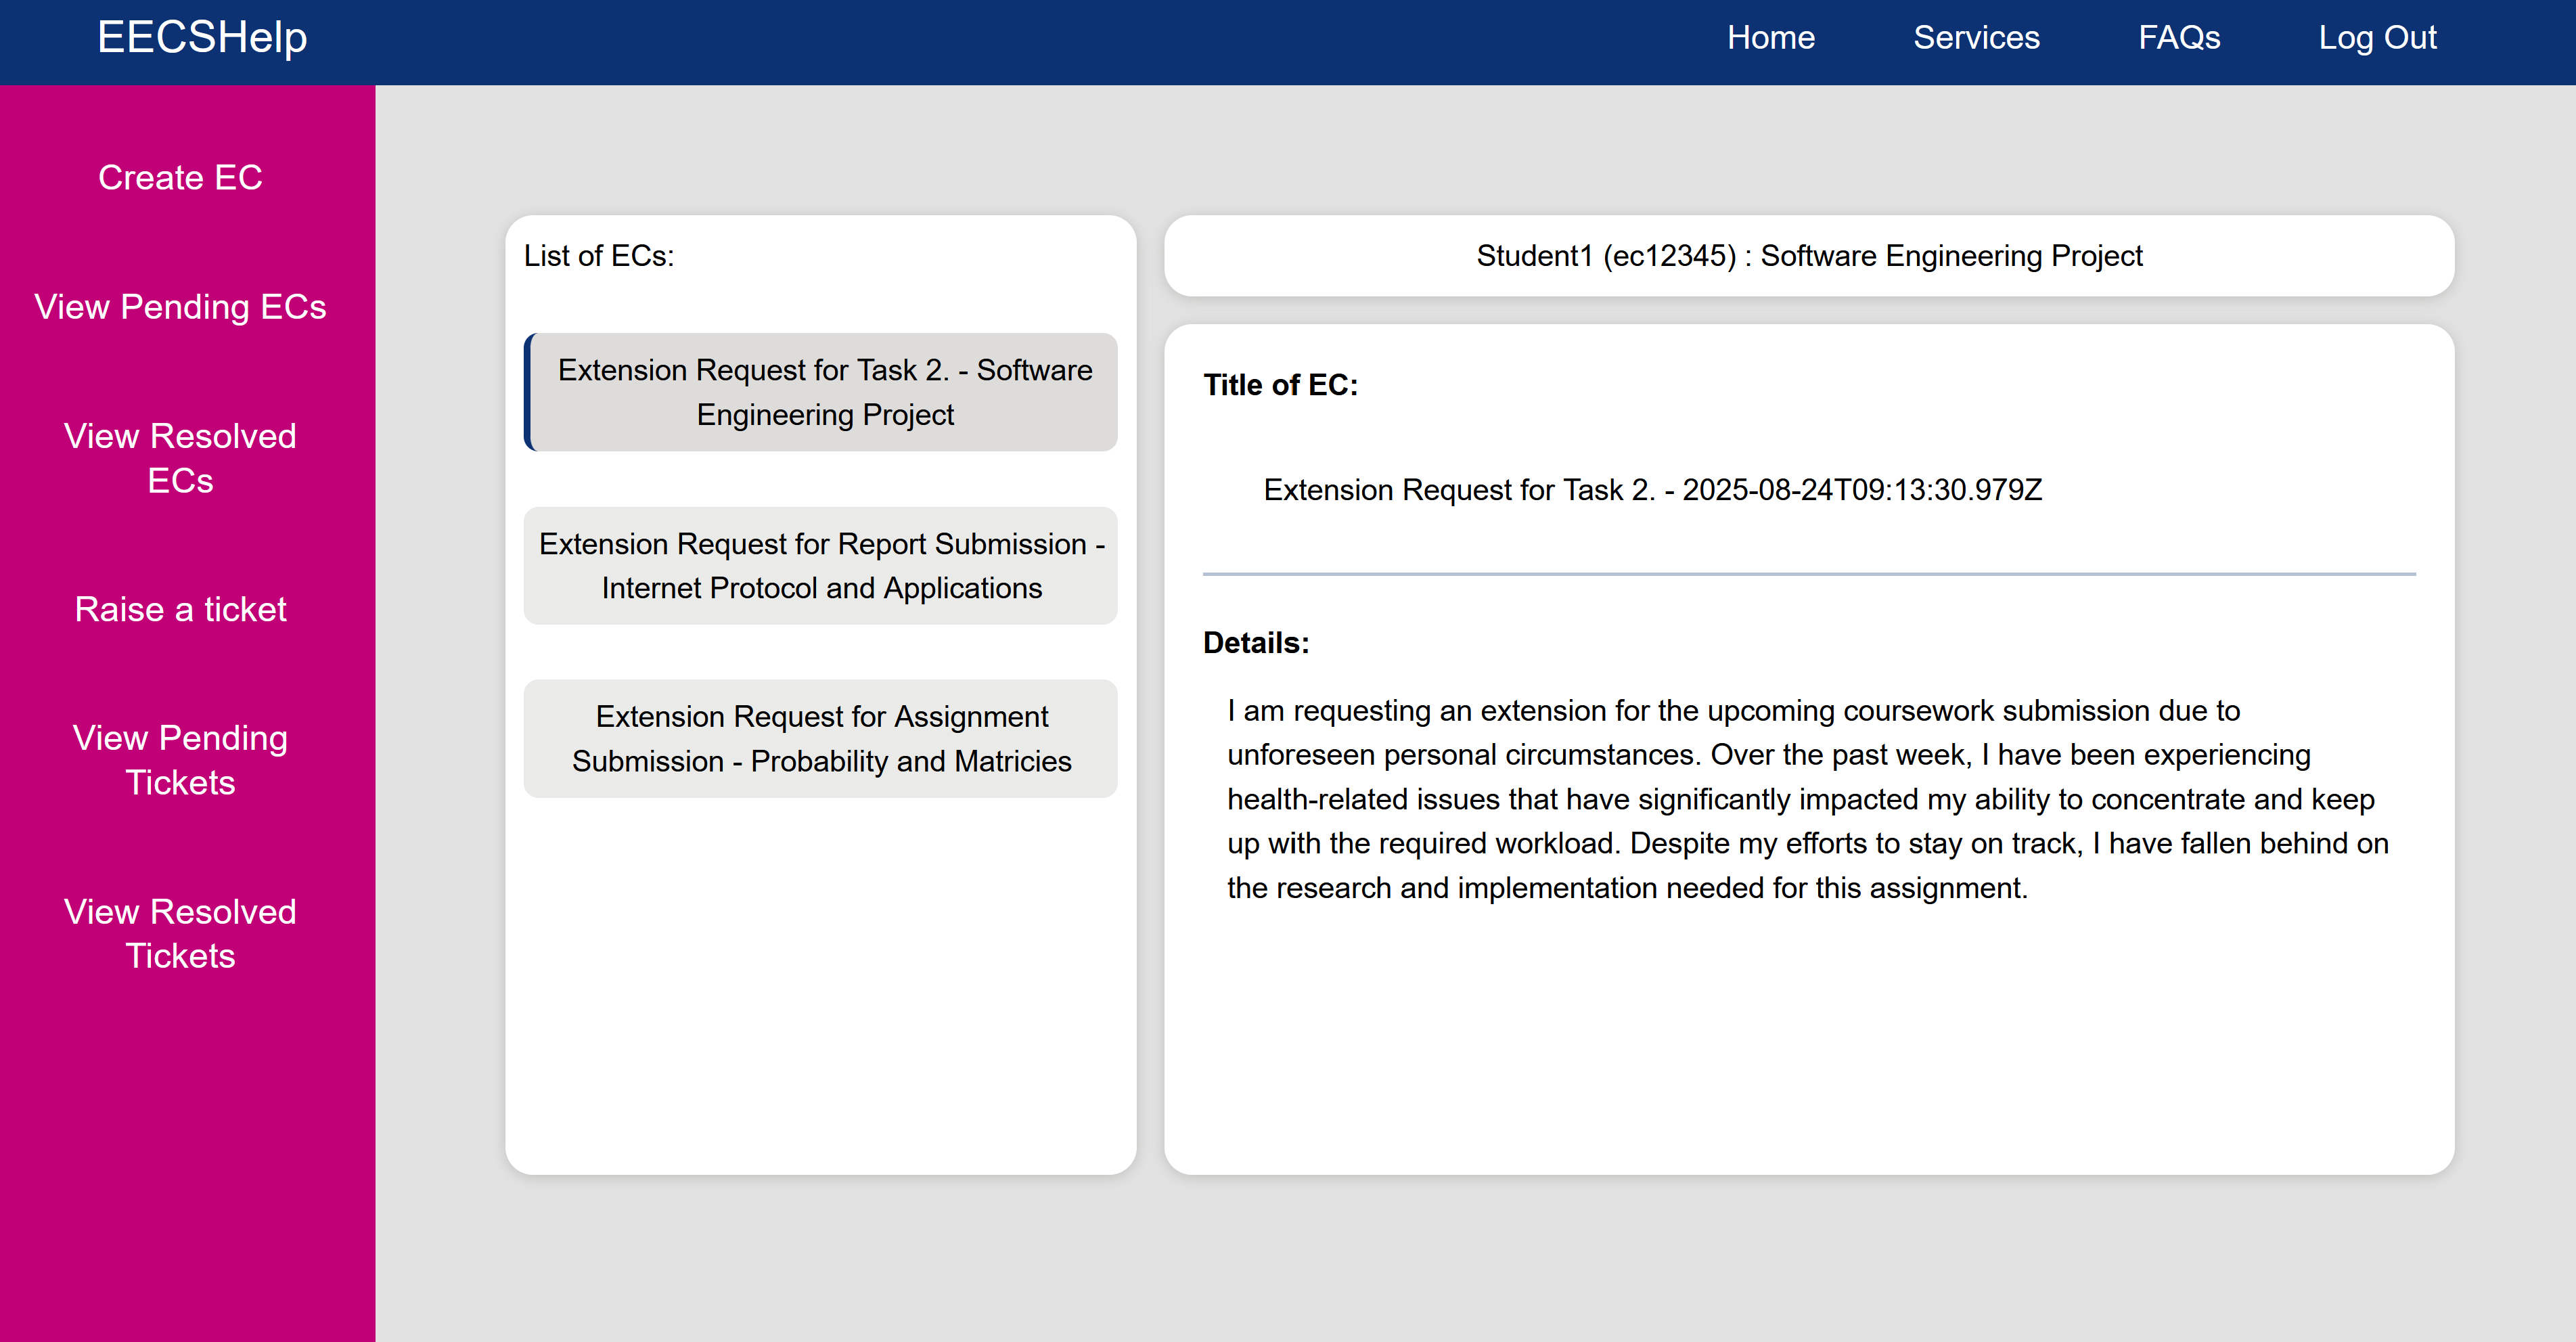 EECSHelp
Home
Services
FAQs
Log Out
Create EC
View Pending ECs
View Resolved
ECs
Raise a ticket
View Pending
Tickets
View Resolved
Tickets
List of ECs:
Extension Request for Task 2. - Software
Engineering Project
Extension Request for Report Submission -
Internet Protocol and Applications
Extension Request for Assignment
Submission - Probability and Matricies
Student1 (ec12345) : Software Engineering Project
Title of EC:
Extension Request for Task 2. - 2025-08-24T09:13:30.979Z
Details:
I am requesting an extension for the upcoming coursework submission due to
unforeseen personal circumstances. Over the past week, I have been experiencing
health-related issues that have significantly impacted my ability to concentrate and keep
up with the required workload. Despite my efforts to stay on track, I have fallen behind on
the research and implementation needed for this assignment.